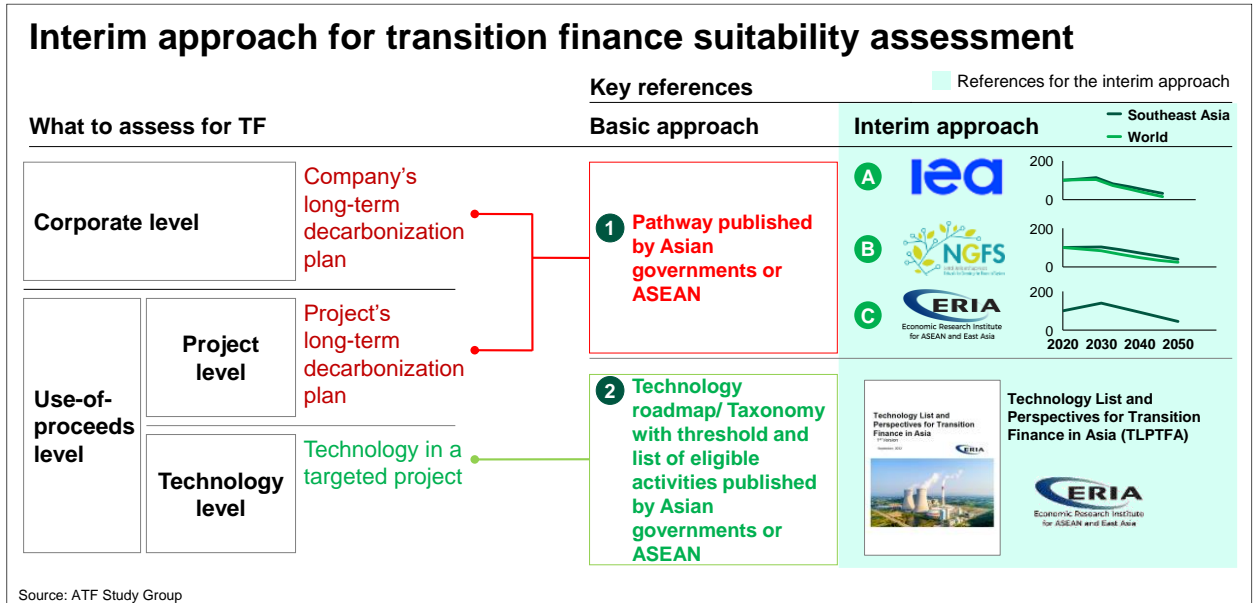 Interim approach for transition finance suitability assessment
Key references
References for the interim approach
What to assess for TF
Basic approach
Interim approach
Southeast Asia
World
Corporate level
Company's
long-term
decarbonization
plan
Use-of-
proceeds
level
Project
level
Project's
long-term
decarbonization
plan
Technology
level
Technology in a
targeted project
1
Pathway published
by Asian
governments or
ASEAN
2
Technology
roadmap/ Taxonomy
with threshold and
list of eligible
activities published
by Asian
governments or
ASEAN
A
iea
200
0
B
NGFS
200
0
C
ERIA
Economic Research Institute
for ASEAN and East Asia
200
0
2020 2030 2040 2050
Technology List and
Perspectives for Transition
Finance in Asia
ERIA
Technology List and
Perspectives for Transition
Finance in Asia (TLPTFA)
ERIA
Economic Research Institute
for ASEAN and East Asia
Source: ATF Study Group